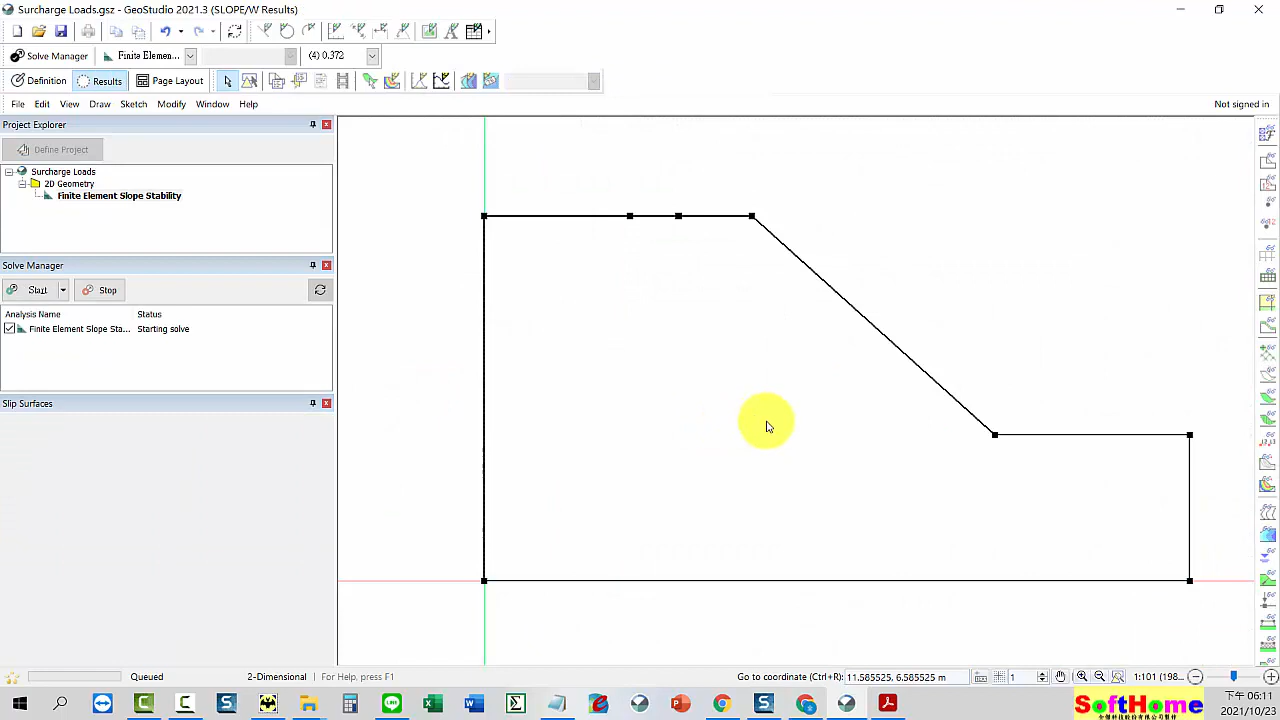 Surcharge Loads.gsz - GeoStudio 2021.3 (SLOPE/W Results)
Solve Manager
Finite Elemen...
(4) 0.372
Definition
Results
Page Layout
File Edit View Draw Sketch Modify Window Help
Not signed in
Project Explorer
Define Project
Surcharge Loads
2D Geometry
Finite Element Slope Stability
Solve Manager
Start
Stop
Analysis Name Status
Finite Element Slope Sta... Starting solve
Slip Surfaces
Queued
2-Dimensional
For Help, press F1
Go to coordinate (Ctrl+R):
11.585525, 6.585525 m
1
1:101 (198...
SoftHome
下午 06:11
2021/10/23